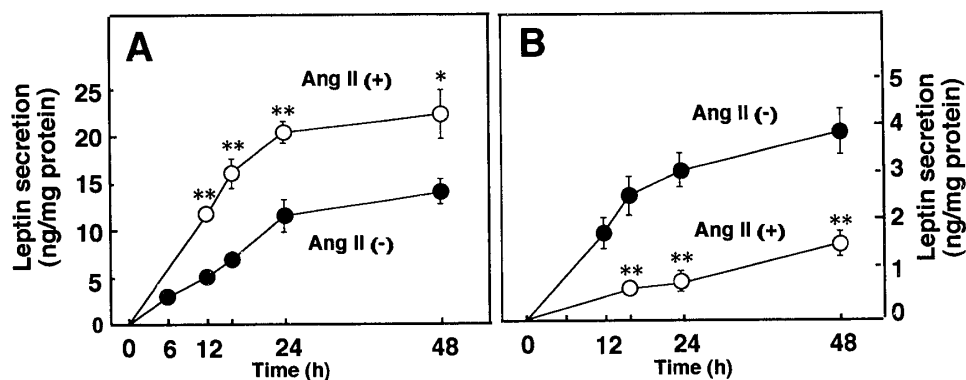 A
Leptin secretion
(ng/mg protein)
25
20
15
10
5
0
Ang II (+)
**
**
**
*
Ang II (-)
0 6 12 24 48
Time (h)
B
Ang II (-)
Ang II (+)
**
**
**
5
4
3
2
1
0
Leptin secretion
(ng/mg protein)
0 12 24 48
Time (h)